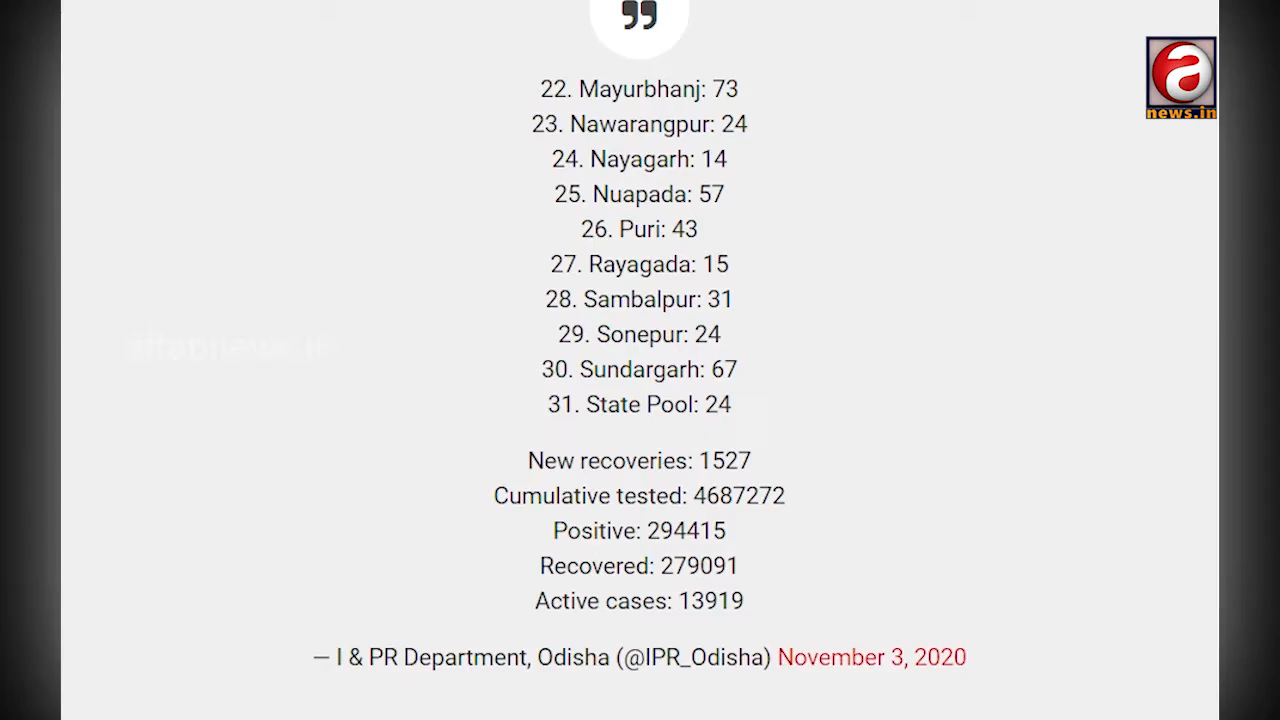 22. Mayurbhanj: 73
23. Nawarangpur: 24
24. Nayagarh: 14
25. Nuapada: 57
26. Puri: 43
27. Rayagada: 15
28. Sambalpur: 31
29. Sonepur: 24
30. Sundargarh: 67
31. State Pool: 24
New recoveries: 1527
Cumulative tested: 4687272
Positive: 294415
Recovered: 279091
Active cases: 13919
— I & PR Department, Odisha (@IPR_Odisha) November 3, 2020
a
news.in